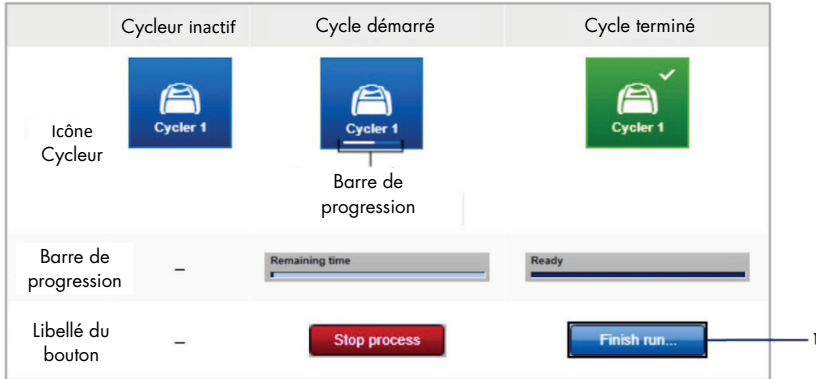 Cycleur inactif
Cycle démarré
Cycle terminé
Icône
Cycleur
Cycler 1
Cycler 1
Cycler 1
Barre de
progression
Barre de
progression
–
Remaining time
Ready
Libellé du
bouton
–
Stop process
Finish run...
1